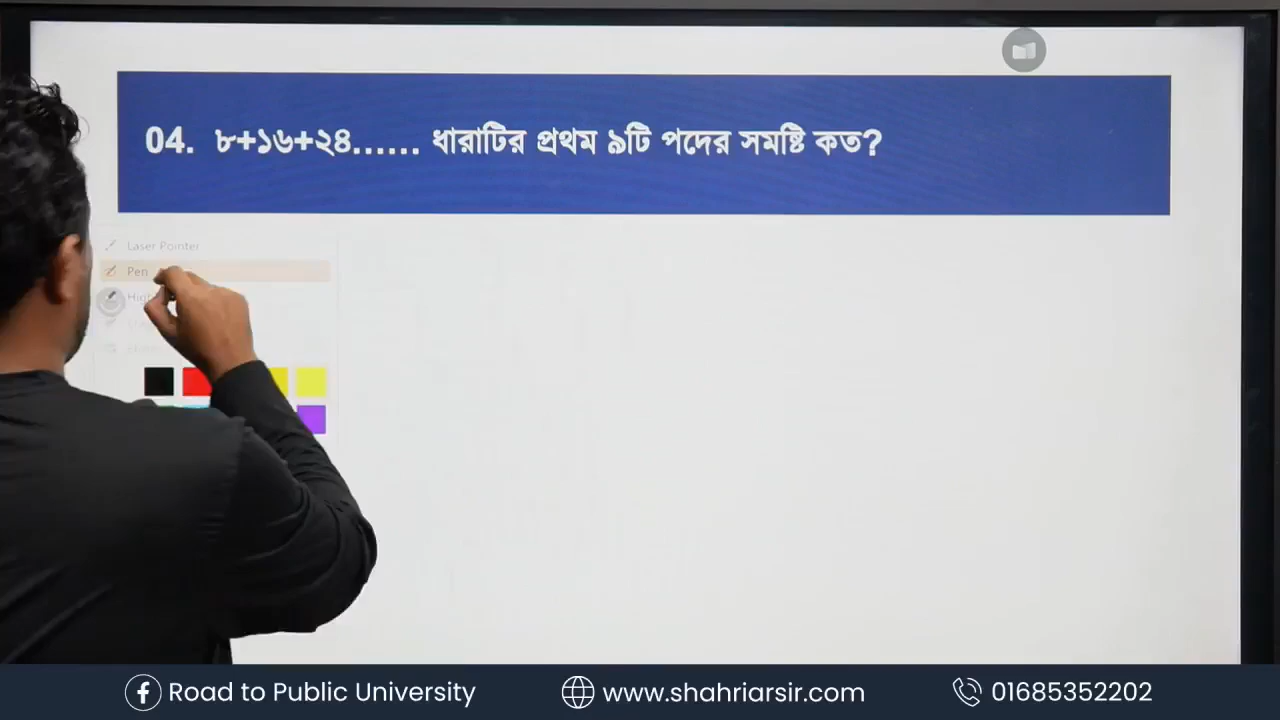 04. ৮+১৬+২৪...... ধারাটির প্রথম ৯টি পদের সমষ্টি কত?
Laser Pointer
Pen
Road to Public University
www.shahriarsir.com
01685352202